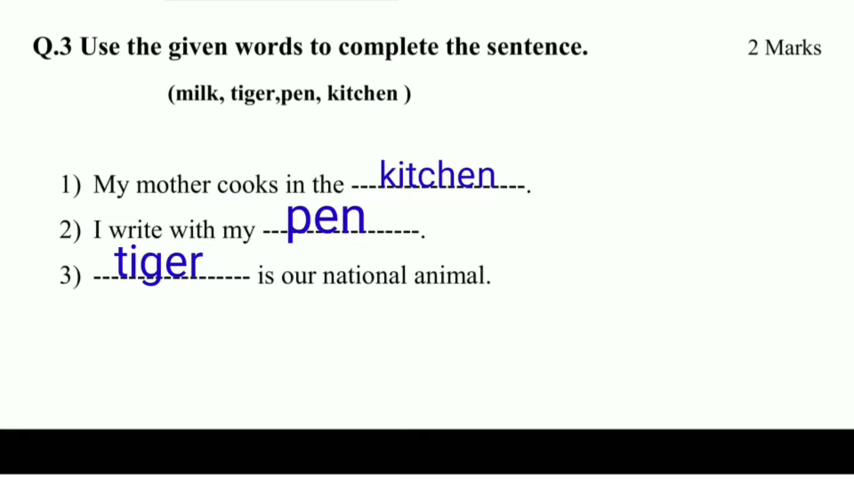 Q.3 Use the given words to complete the sentence. 2 Marks
(milk, tiger,pen, kitchen )
1) My mother cooks in the ---kitchen---.
2) I write with my ---pen------.
3) ---tiger------ is our national animal.